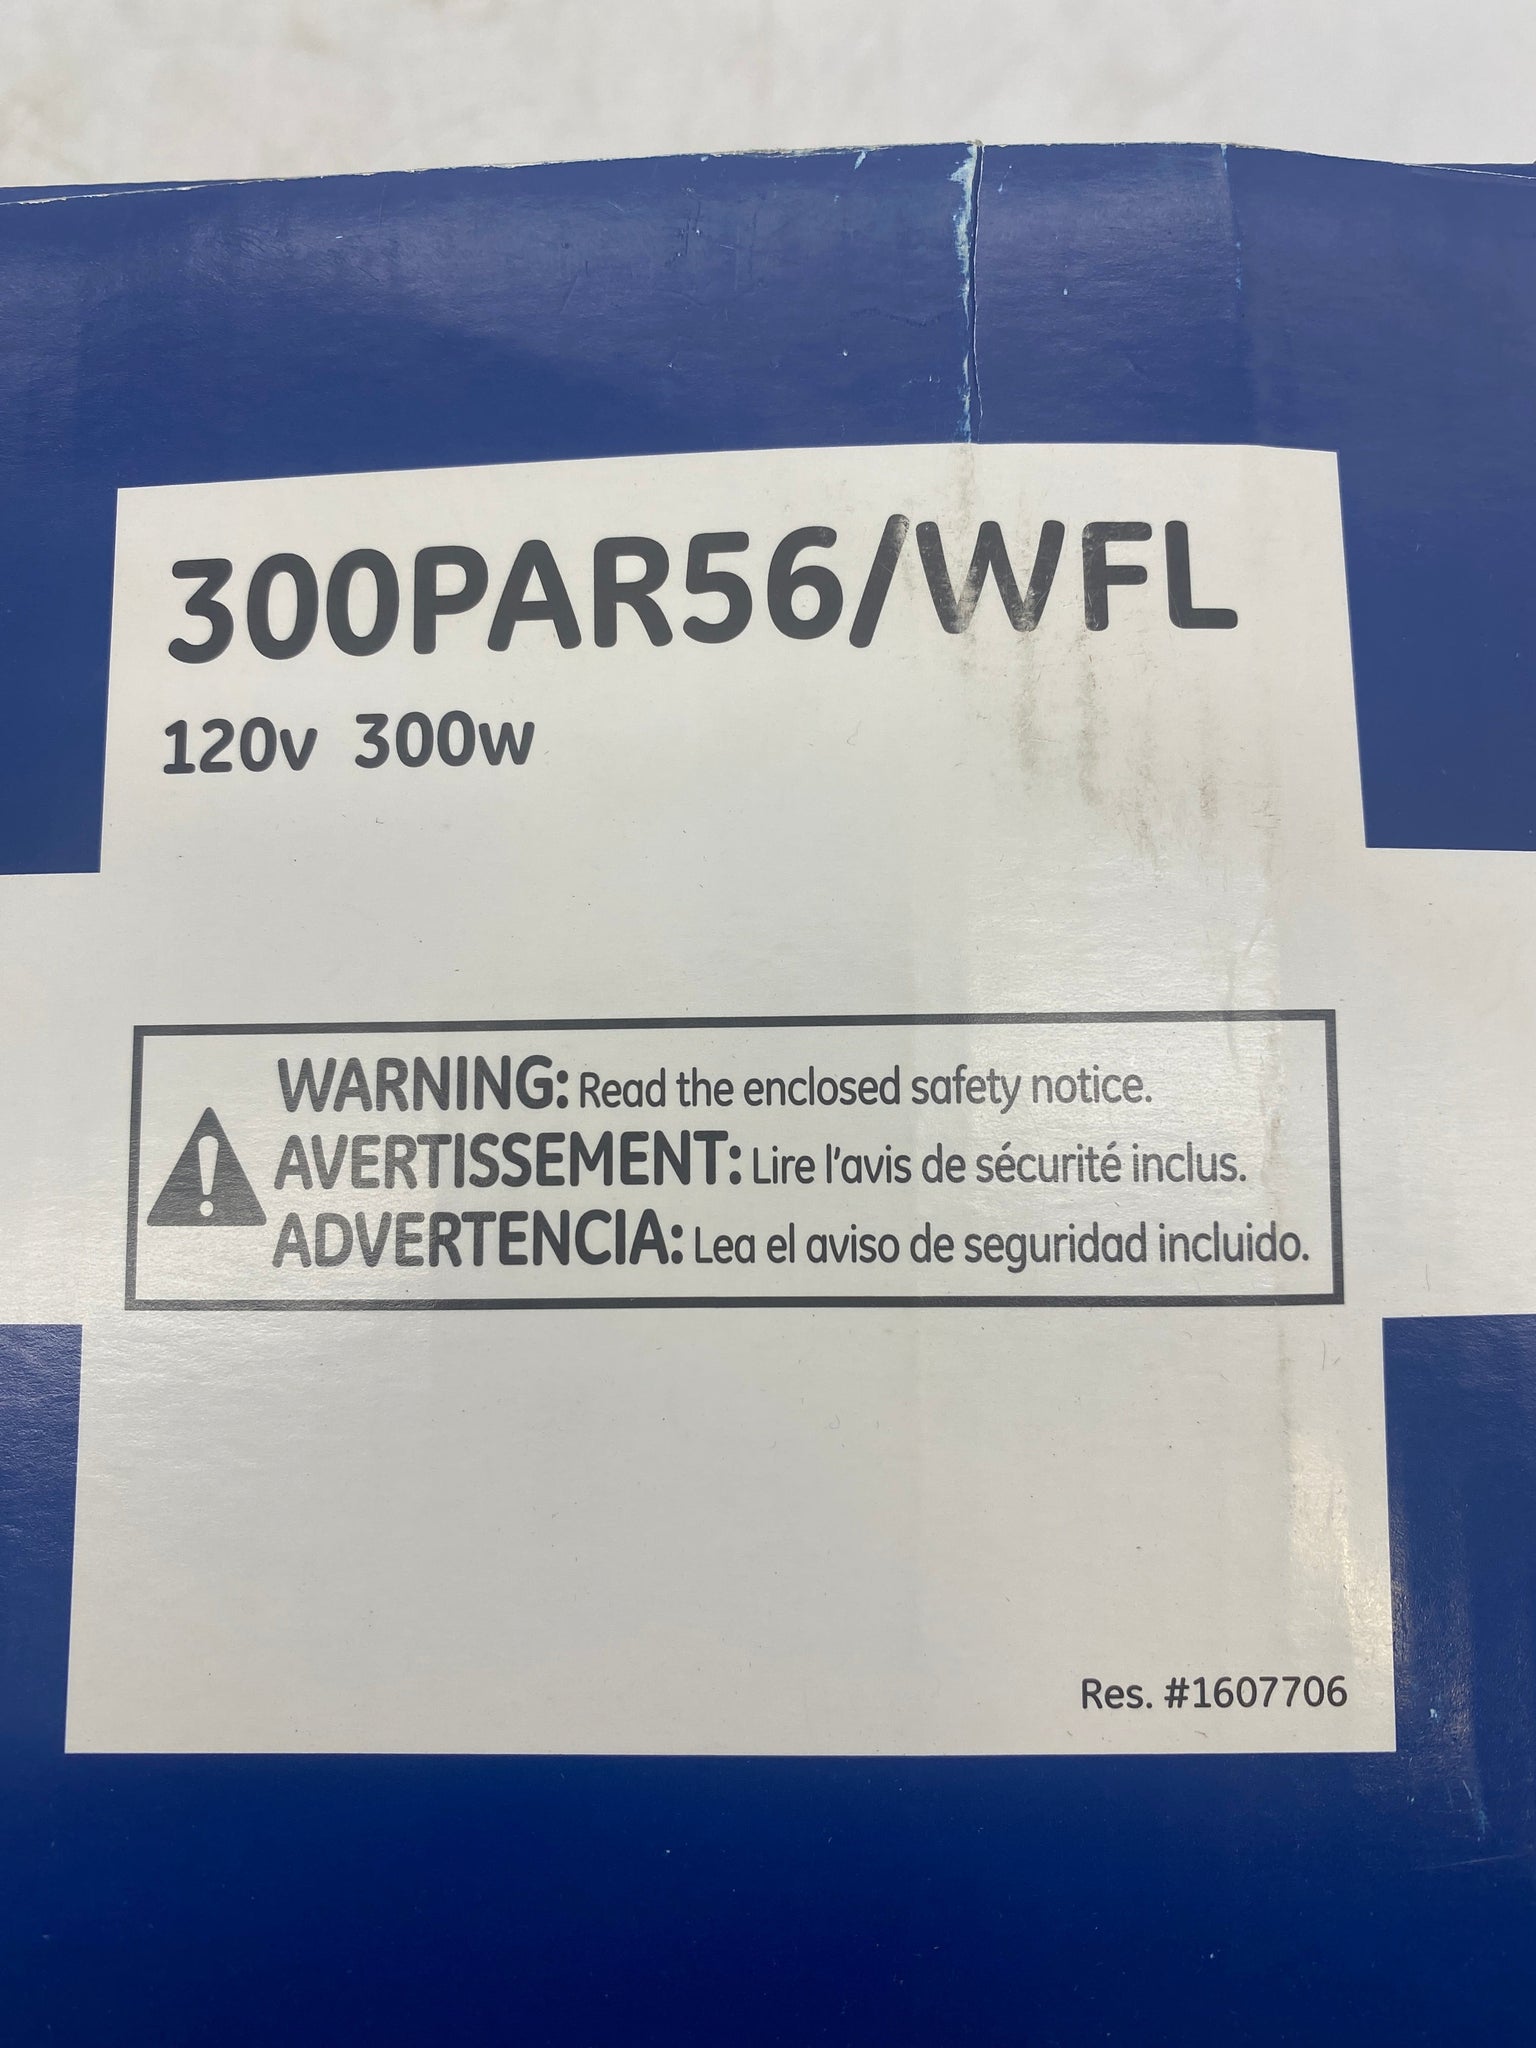 300PAR56/WFL
120v 300w
WARNING: Read the enclosed safety notice.
AVERTISSEMENT: Lire l'avis de sécurité inclus.
ADVERTENCIA: Lea el aviso de seguridad incluido.
Res. #1607706